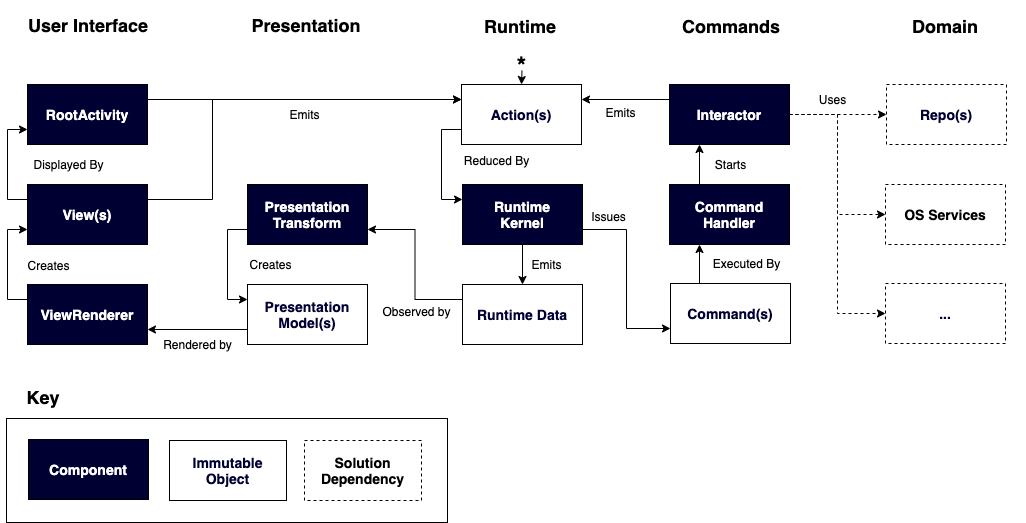 User Interface
Presentation
Runtime
Commands
Domain
*
RootActivity
Emits
Action(s)
Emits
Interactor
Uses
Repo(s)
Displayed By
Reduced By
Starts
View(s)
Presentation
Transform
Runtime
Kernel
Issues
Command
Handler
OS Services
Creates
Creates
Emits
Executed By
ViewRenderer
Presentation
Model(s)
Observed by
Runtime Data
Command(s)
...
Rendered by
Key
Component
Immutable
Object
Solution
Dependency